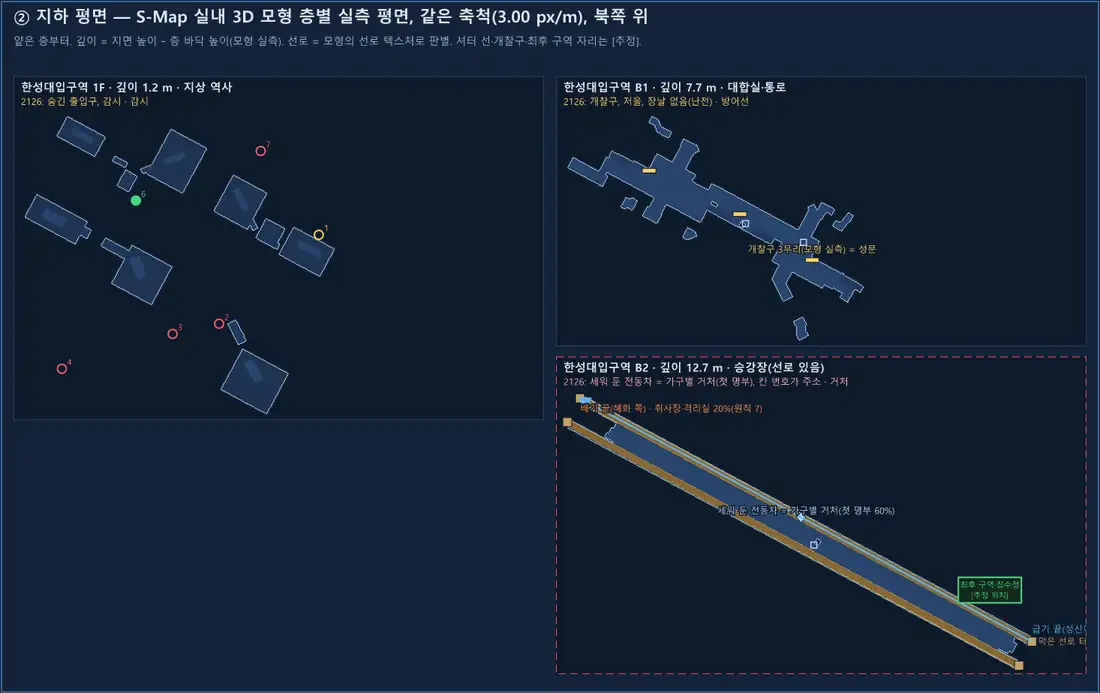 ② 지하 평면 — S-Map 실내 3D 모형 층별 실측 평면, 같은 축척(3.00 px/m), 북쪽 위
얕은 층부터. 깊이 = 지면 높이 − 층 바닥 높이(모형 실측). 선로 = 모형의 선로 텍스처로 판별. 셔터 선·개찰구·최후 구역 자리는 [추정].
한성대입구역 1F · 깊이 1.2 m · 지상 역사
2126: 숨긴 출입구, 감시 · 감시
7
6
1
2
3
4
한성대입구역 B1 · 깊이 7.7 m · 대합실·통로
2126: 개찰구, 저울, 장날 없음(난전) · 방어선
개찰구 3무리(모형 실측) = 성문
한성대입구역 B2 · 깊이 12.7 m · 승강장(선로 있음)
2126: 세워 둔 전동차 = 가구별 거처(첫 명부), 칸 번호가 주소 · 거처
배기 끝(혜화 쪽) · 취사장·격리실 20%(원칙 7)
세워 둔 전동차 = 가구별 거처(첫 명부 60%)
최후 구역·집수정
[추정 위치]
급기 끝(성신
막은 선로 터